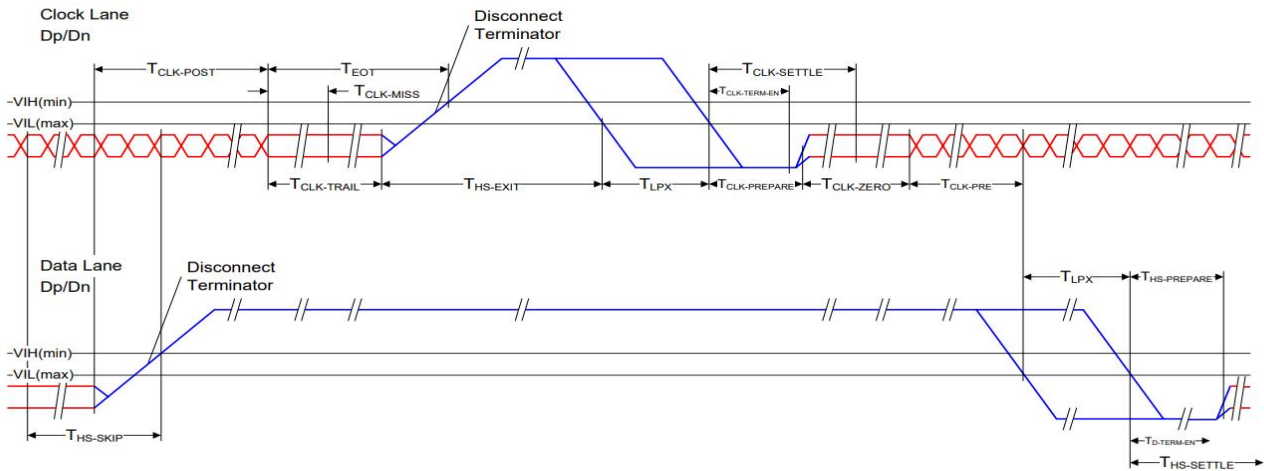 Clock Lane
Dp/Dn
Disconnect
Terminator
TCLK-POST
TEOT
TCLK-SETTLE
TCLK-MISS
TCLK-TERM-EN
VIH(min)
VIL(max)
TCLK-TRAIL
THS-EXIT
TLPX
TCLK-PREPARE
TCLK-ZERO
TCLK-PRE
Data Lane
Dp/Dn
Disconnect
Terminator
TLPX
THS-PREPARE
VIH(min)
VIL(max)
THS-SKIP
TD-TERM-EN
THS-SETTLE